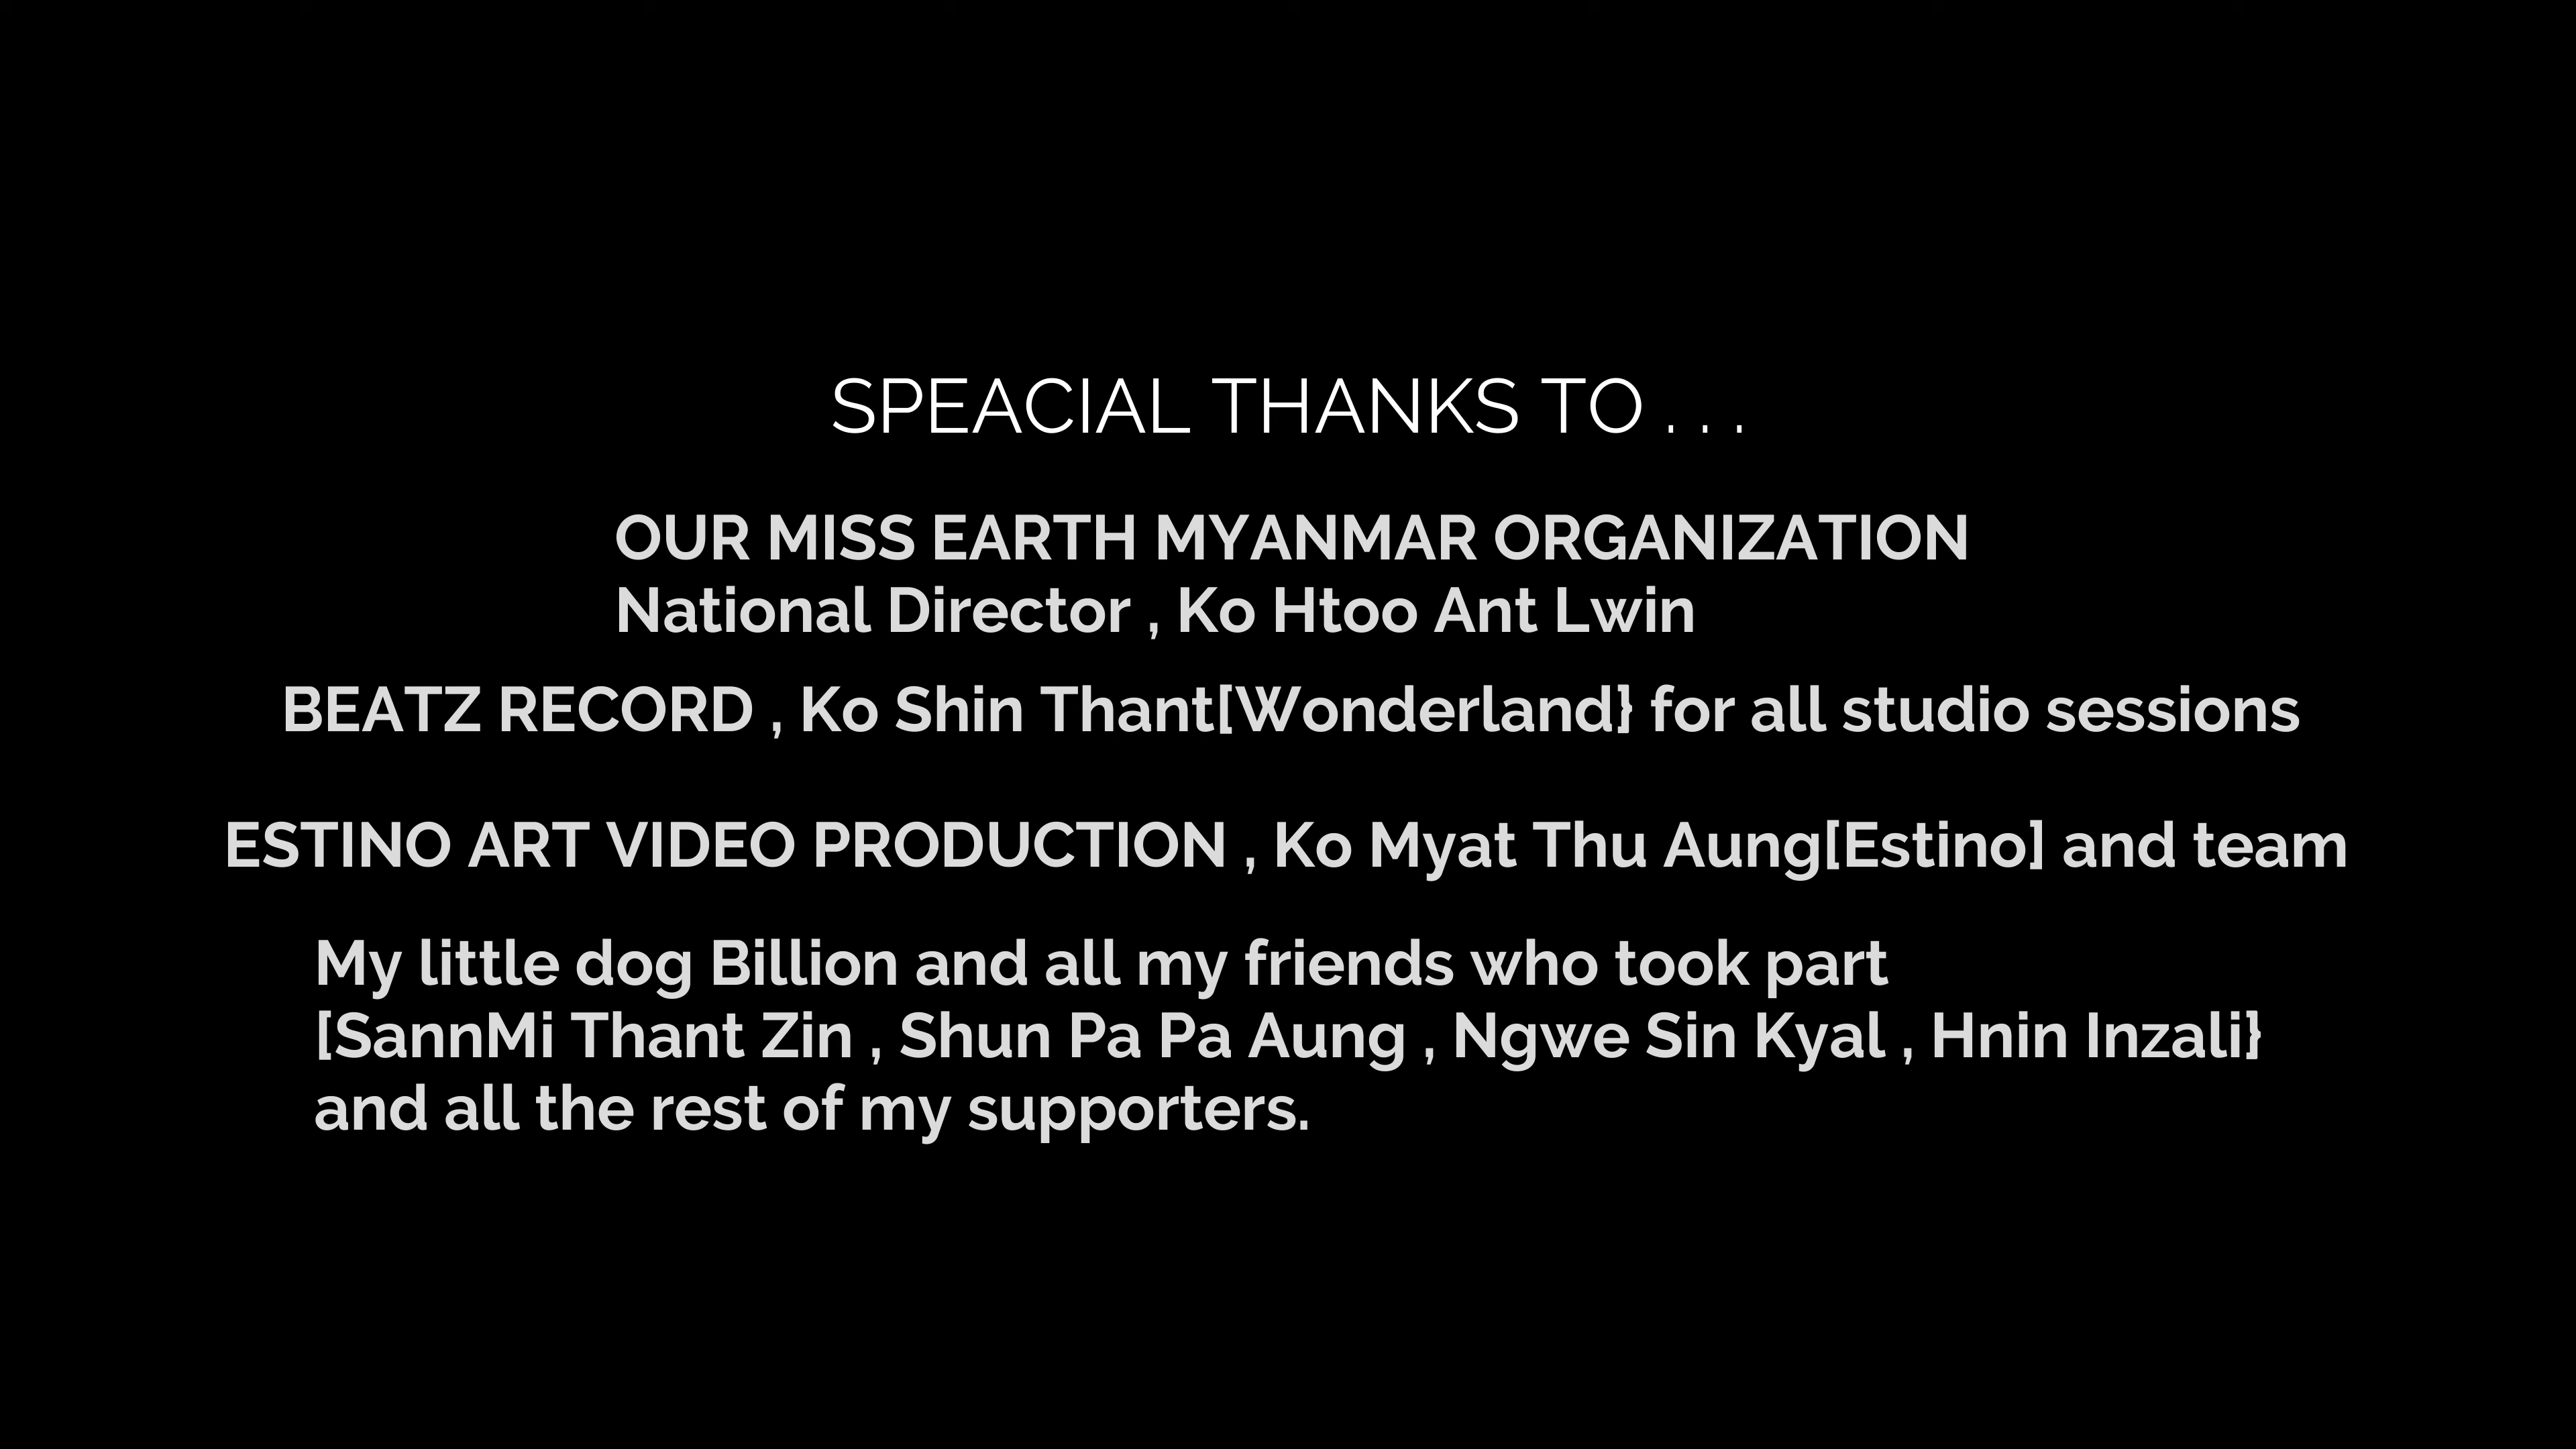 SPEACIAL THANKS TO . . .
OUR MISS EARTH MYANMAR ORGANIZATION
National Director , Ko Htoo Ant Lwin
BEATZ RECORD , Ko Shin Thant[Wonderland} for all studio sessions
ESTINO ART VIDEO PRODUCTION , Ko Myat Thu Aung[Estino] and team
My little dog Billion and all my friends who took part
[SannMi Thant Zin , Shun Pa Pa Aung , Ngwe Sin Kyal , Hnin Inzali}
and all the rest of my supporters.